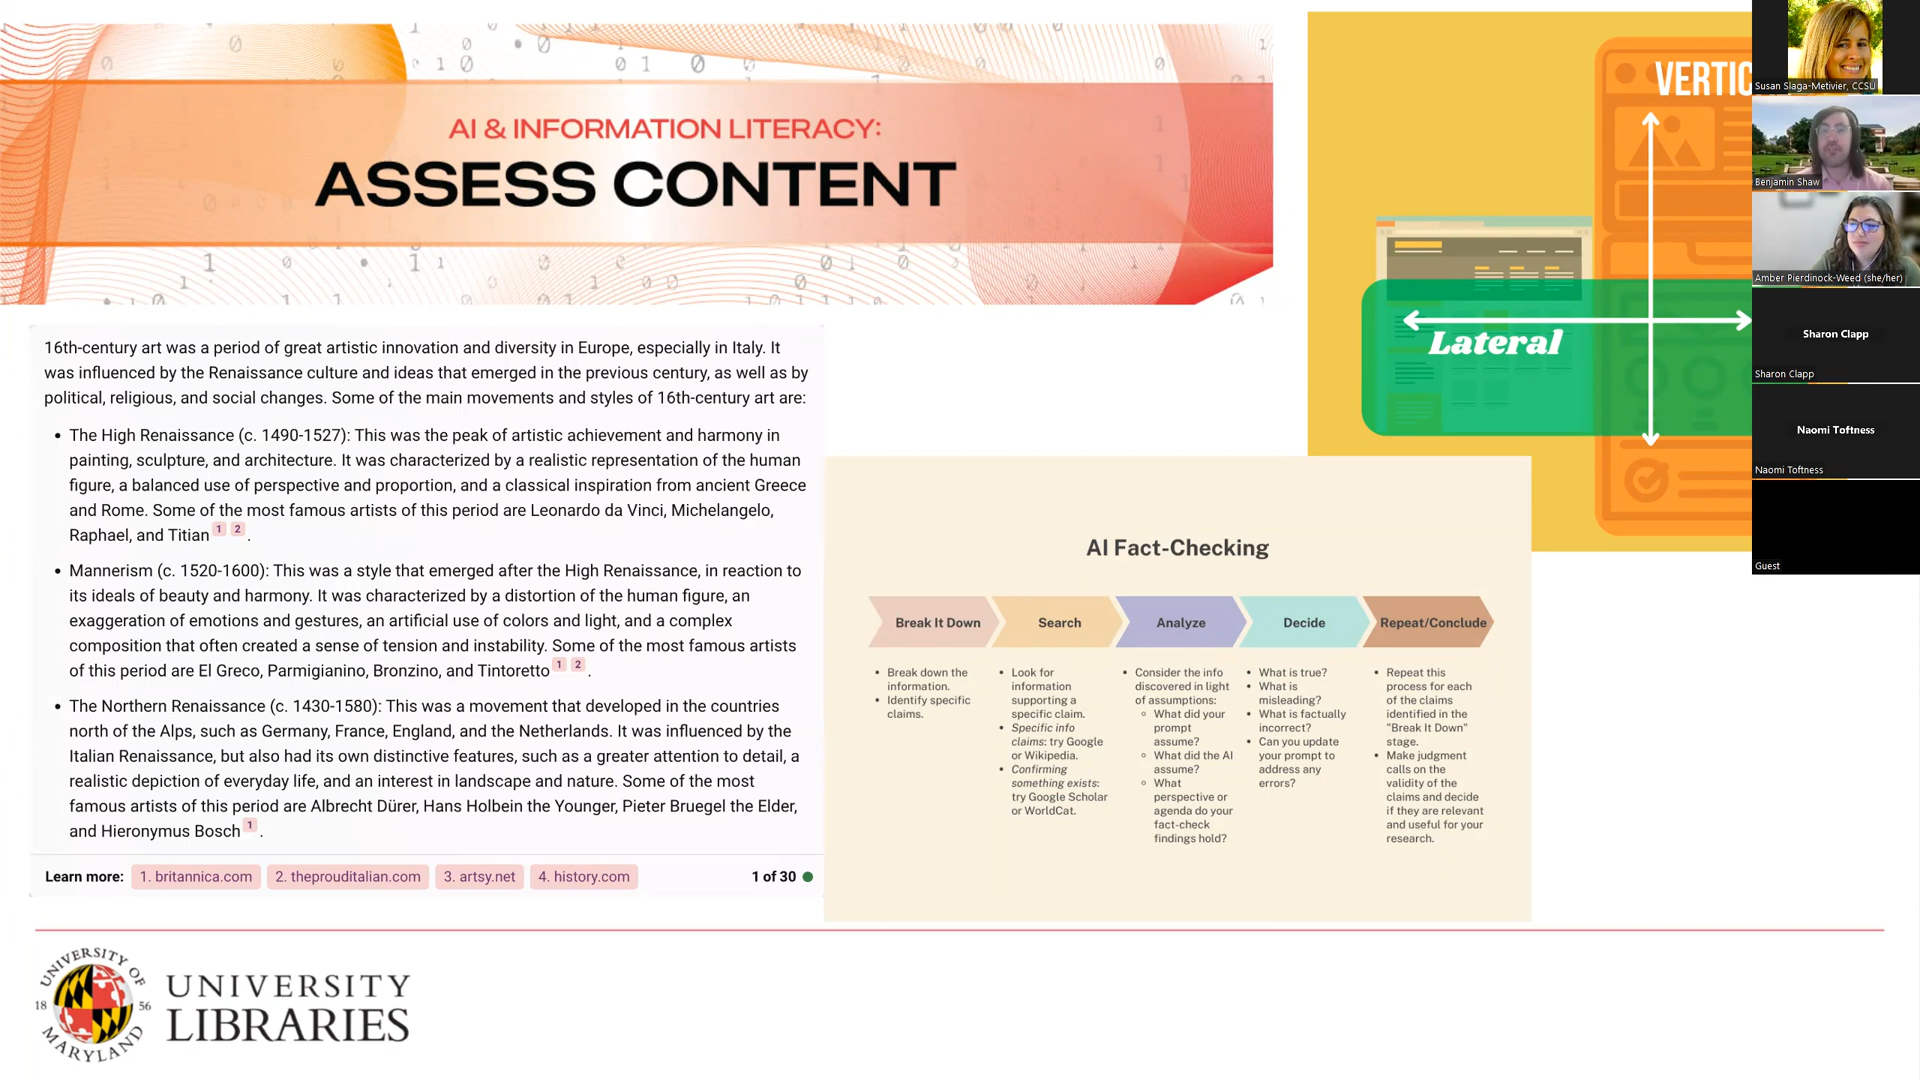 AI & INFORMATION LITERACY:
ASSESS CONTENT
16th-century art was a period of great artistic innovation and diversity in Europe, especially in Italy. It
was influenced by the Renaissance culture and ideas that emerged in the previous century, as well as by
political, religious, and social changes. Some of the main movements and styles of 16th-century art are:
• The High Renaissance (c. 1490-1527): This was the peak of artistic achievement and harmony in
painting, sculpture, and architecture. It was characterized by a realistic representation of the human
figure, a balanced use of perspective and proportion, and a classical inspiration from ancient Greece
and Rome. Some of the most famous artists of this period are Leonardo da Vinci, Michelangelo,
Raphael, and Titian 1 2 .
• Mannerism (c. 1520-1600): This was a style that emerged after the High Renaissance, in reaction to
its ideals of beauty and harmony. It was characterized by a distortion of the human figure, an
exaggeration of emotions and gestures, an artificial use of colors and light, and a complex
composition that often created a sense of tension and instability. Some of the most famous artists
of this period are El Greco, Parmigianino, Bronzino, and Tintoretto 1 2 .
• The Northern Renaissance (c. 1430-1580): This was a movement that developed in the countries
north of the Alps, such as Germany, France, England, and the Netherlands. It was influenced by the
Italian Renaissance, but also had its own distinctive features, such as a greater attention to detail, a
realistic depiction of everyday life, and an interest in landscape and nature. Some of the most
famous artists of this period are Albrecht Dürer, Hans Holbein the Younger, Pieter Bruegel the Elder,
and Hieronymus Bosch 1 .
Learn more: 1. britannica.com 2. theprouditalian.com 3. artsy.net 4. history.com 1 of 30
VERTIC
Lateral
AI Fact-Checking
Break It Down
• Break down the
information.
• Identify specific
claims.
Search
• Look for
information
supporting a
specific claim.
• Specific info
claims: try Google
or Wikipedia.
• Confirming
something exists:
try Google Scholar
or WorldCat.
Analyze
• Consider the info
discovered in light
of assumptions:
◦ What did your
prompt
assume?
◦ What did the AI
assume?
◦ What
perspective or
agenda do your
fact-check
findings hold?
Decide
• What is true?
• What is
misleading?
• What is factually
incorrect?
• Can you update
your prompt to
address any
errors?
Repeat/Conclude
• Repeat this
process for each
of the claims
identified in the
"Break It Down"
stage.
• Make judgment
calls on the
validity of the
claims and decide
if they are relevant
and useful for your
research.
Susan Slaga-Metivier, CCSU
Benjamin Shaw
Amber Pierdinock-Weed (she/her)
Sharon Clapp
Sharon Clapp
Naomi Toftness
Naomi Toftness
Guest
UNIVERSITY OF
18 56
MARYLAND
UNIVERSITY
LIBRARIES